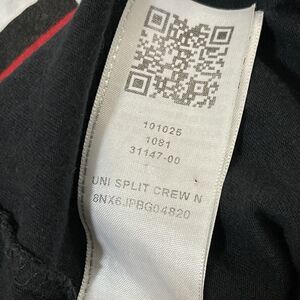 101025
1081
31147-00
UNI SPLIT CREW N
8NX6JPBG04820